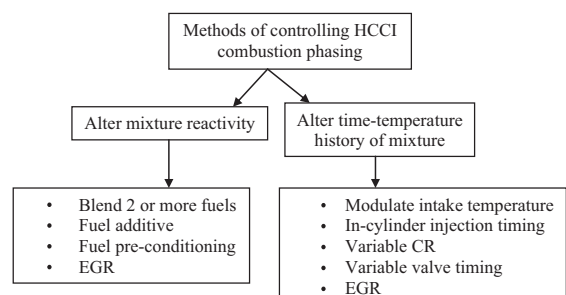 Methods of controlling HCCI
combustion phasing
Alter mixture reactivity
Alter time-temperature
history of mixture
• Blend 2 or more fuels
• Fuel additive
• Fuel pre-conditioning
• EGR
• Modulate intake temperature
• In-cylinder injection timing
• Variable CR
• Variable valve timing
• EGR